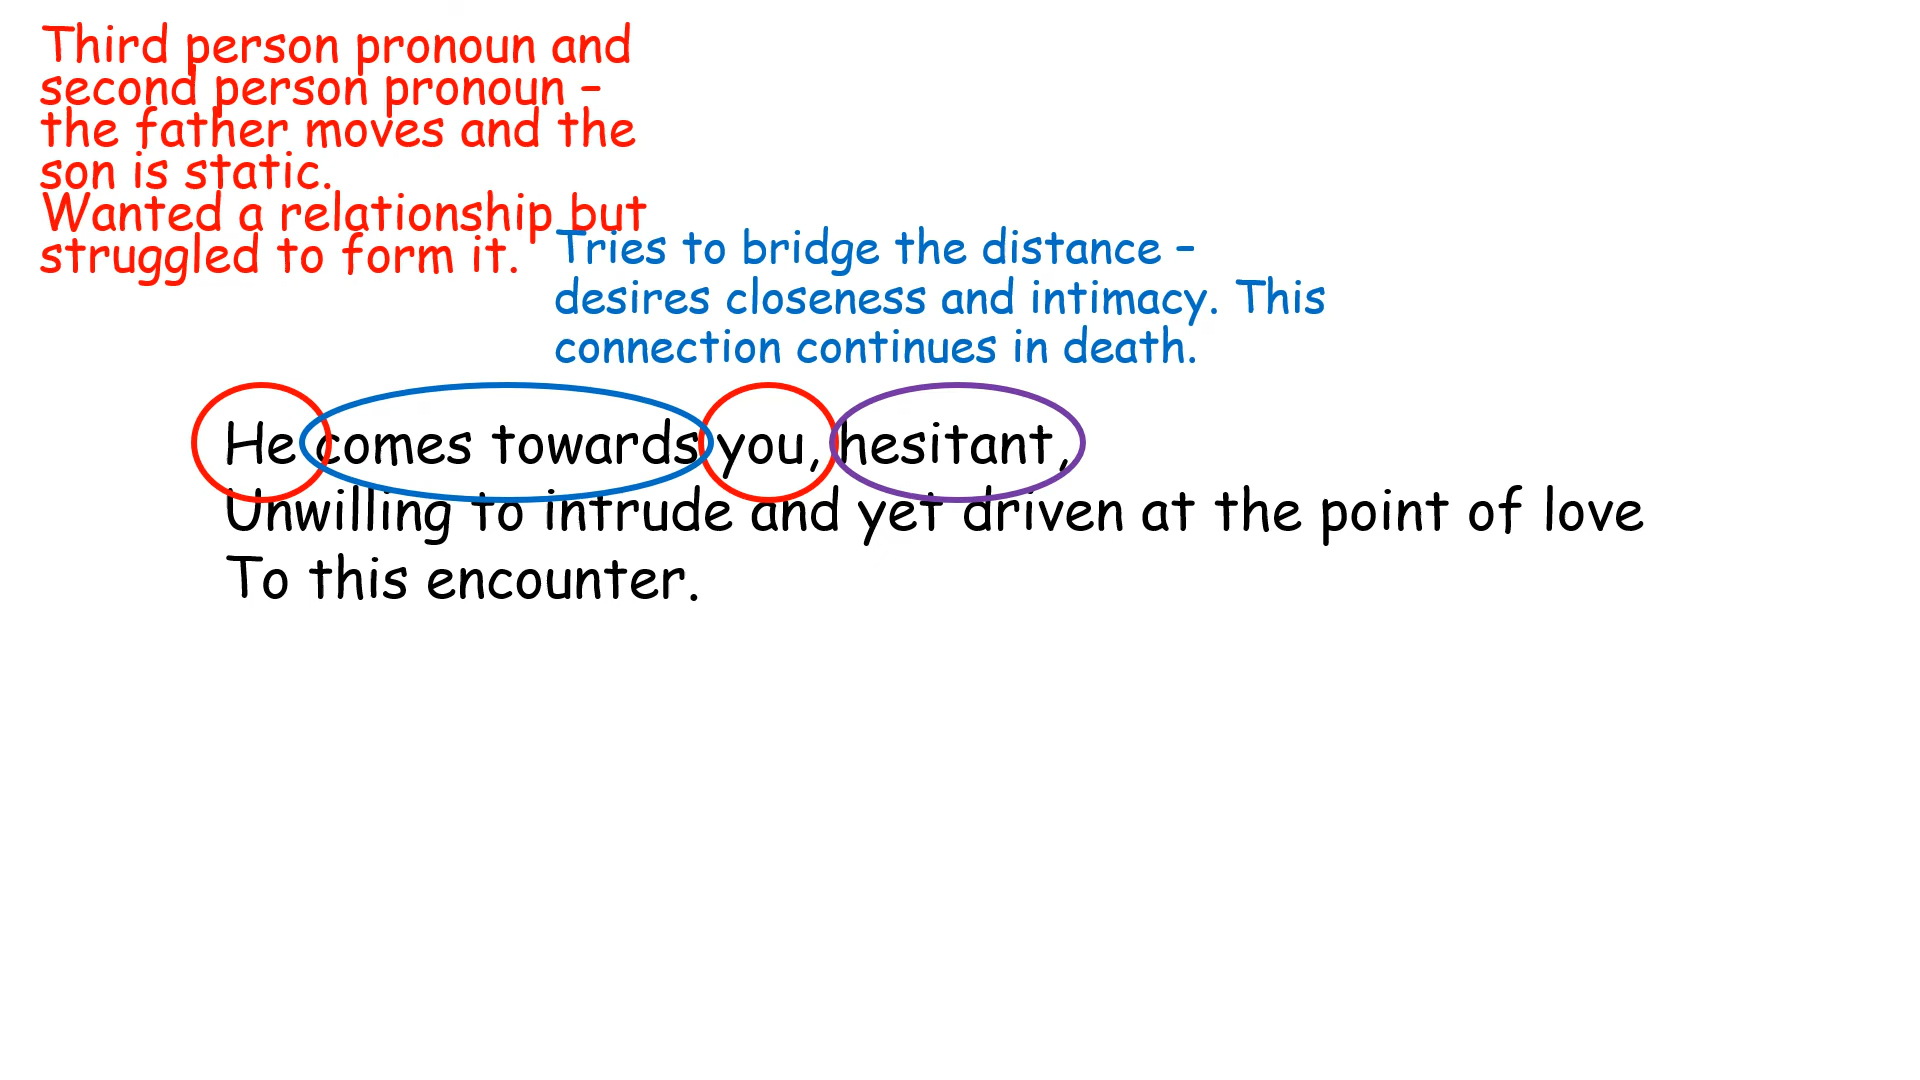 Third person pronoun and
second person pronoun –
the father moves and the
son is static.
Wanted a relationship but
struggled to form it.
Tries to bridge the distance –
desires closeness and intimacy. This
connection continues in death.
He comes towards you, hesitant,
Unwilling to intrude and yet driven at the point of love
To this encounter.